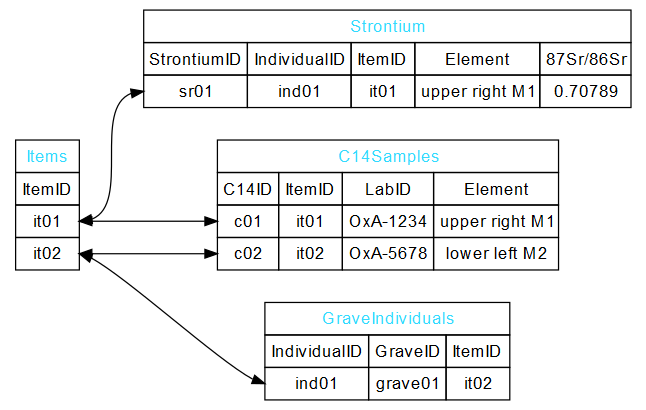 Strontium
StrontiumID IndividualID ItemID Element 87Sr/86Sr
sr01 ind01 it01 upper right M1 0.70789
Items
ItemID
it01
it02
C14Samples
C14ID ItemID LabID Element
c01 it01 OxA-1234 upper right M1
c02 it02 OxA-5678 lower left M2
GraveIndividuals
IndividualID GraveID ItemID
ind01 grave01 it02